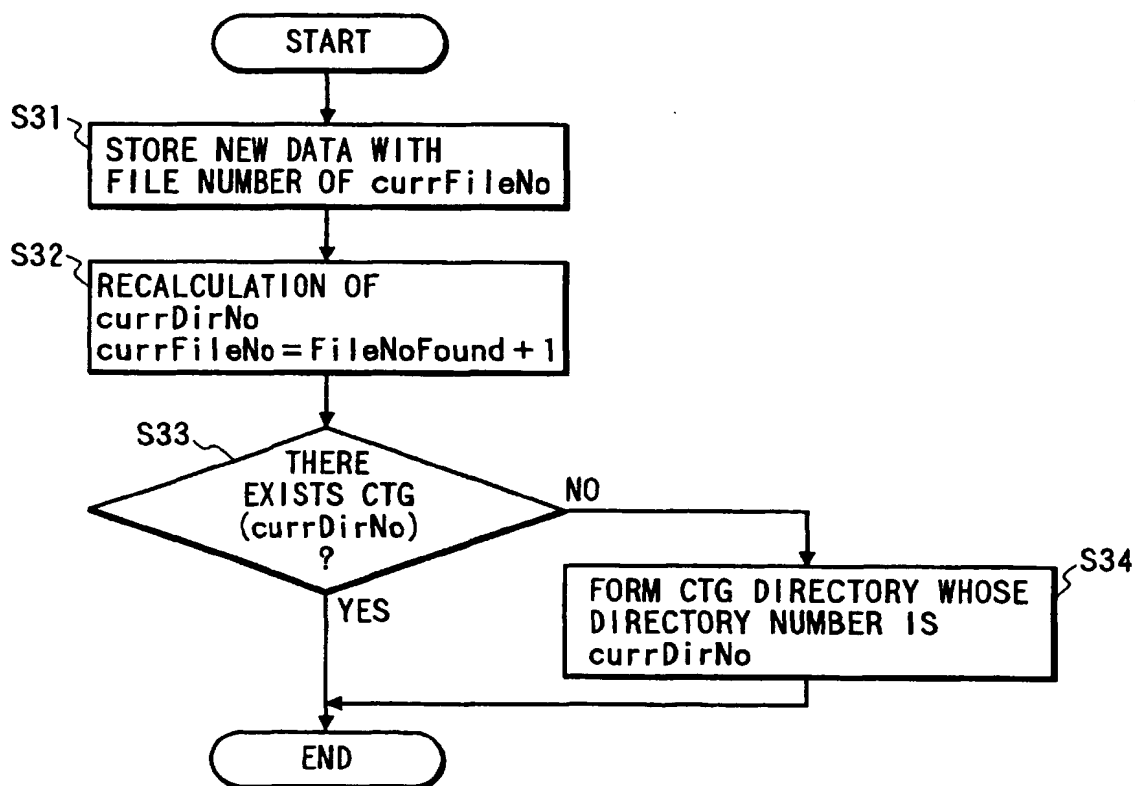 START
S31
STORE NEW DATA WITH
FILE NUMBER OF currFileNo
S32
RECALCULATION OF
currDirNo
currFileNo=FileNoFound+1
S33
THERE
EXISTS CTG
(currDirNo)
?
NO
YES
S34
FORM CTG DIRECTORY WHOSE
DIRECTORY NUMBER IS
currDirNo
END